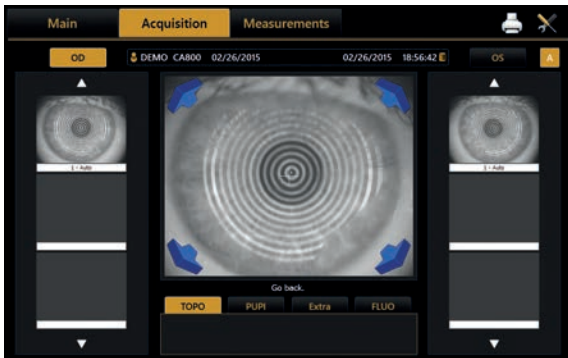 Main Acquisition Measurements
OD DEMO CA800 02/26/2015 02/26/2015 18:56:42 OS A
1 - Auto 1 - Auto
Go back.
TOPO PUPI Extra FLUO